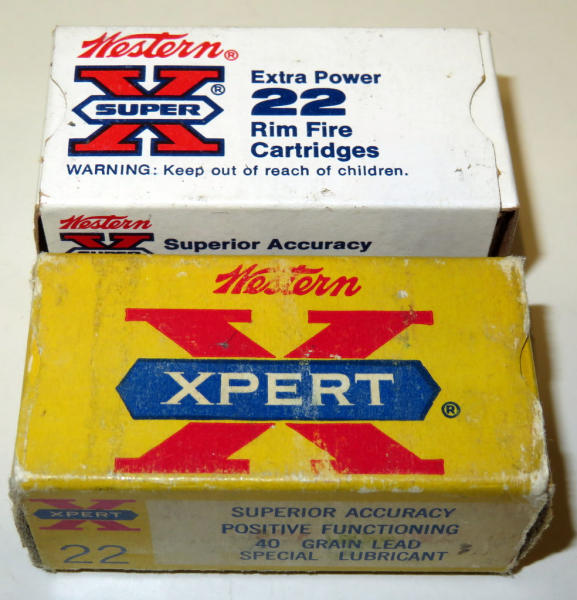 Western®
X SUPER ®
Extra Power
22
Rim Fire
Cartridges
WARNING: Keep out of reach of children.
Western
X SUPER
Superior Accuracy
Western
X XPERT ®
X XPERT
22
SUPERIOR ACCURACY
POSITIVE FUNCTIONING
40 GRAIN LEAD
SPECIAL LUBRICANT